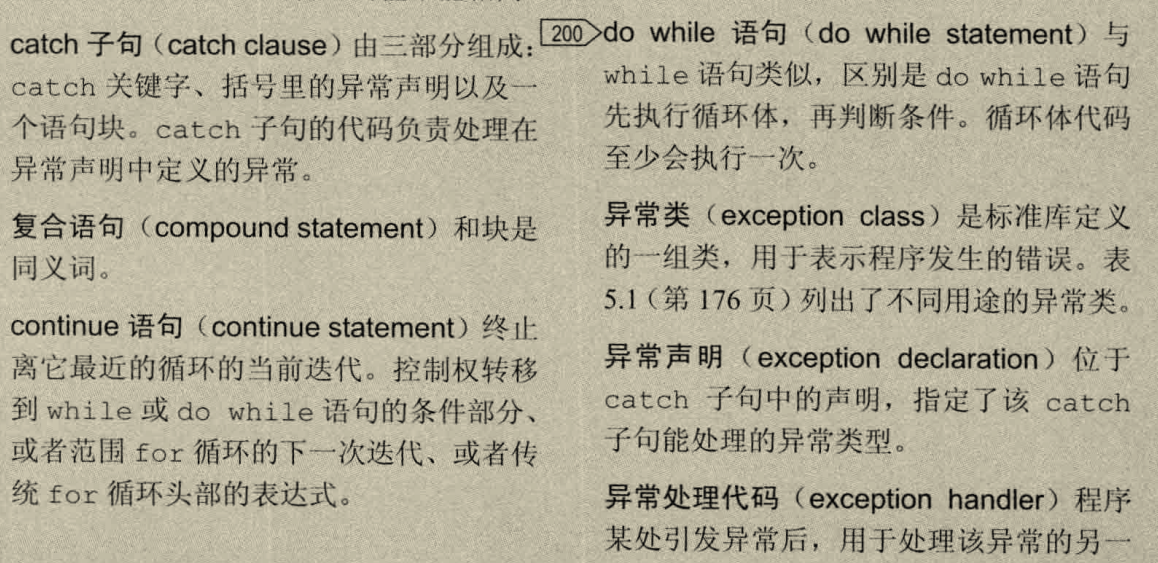 catch 子句（catch clause）由三部分组成：
catch 关键字、括号里的异常声明以及一
个语句块。catch 子句的代码负责处理在
异常声明中定义的异常。
复合语句（compound statement）和块是
同义词。
continue 语句（continue statement）终止
离它最近的循环的当前迭代。控制权转移
到 while 或 do while 语句的条件部分、
或者范围 for 循环的下一次迭代、或者传
统 for 循环头部的表达式。
200
do while 语句（do while statement）与
while 语句类似，区别是 do while 语句
先执行循环体，再判断条件。循环体代码
至少会执行一次。
异常类（exception class）是标准库定义
的一组类，用于表示程序发生的错误。表
5.1（第 176 页）列出了不同用途的异常类。
异常声明（exception declaration）位于
catch 子句中的声明，指定了该 catch
子句能处理的异常类型。
异常处理代码（exception handler）程序
某处引发异常后，用于处理该异常的另一